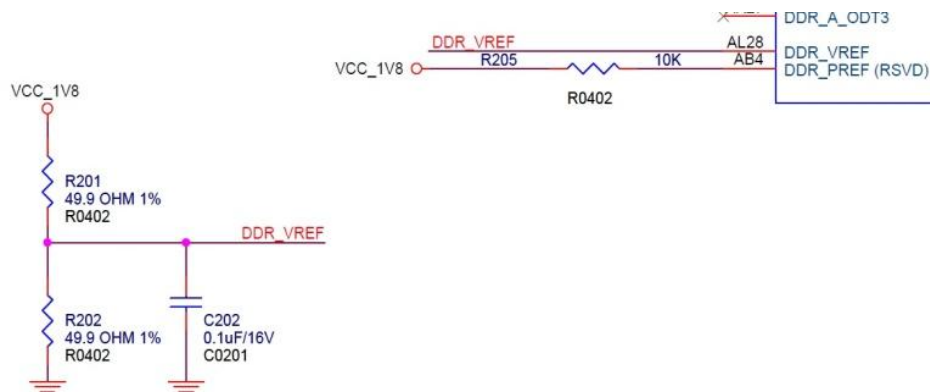 DDR_A_ODT3
DDR_VREF
AL28
DDR_VREF
VCC_1V8
R205
10K
AB4
DDR_PREF (RSVD)
R0402
VCC_1V8
R201
49.9 OHM 1%
R0402
DDR_VREF
R202
49.9 OHM 1%
R0402
C202
0.1uF/16V
C0201